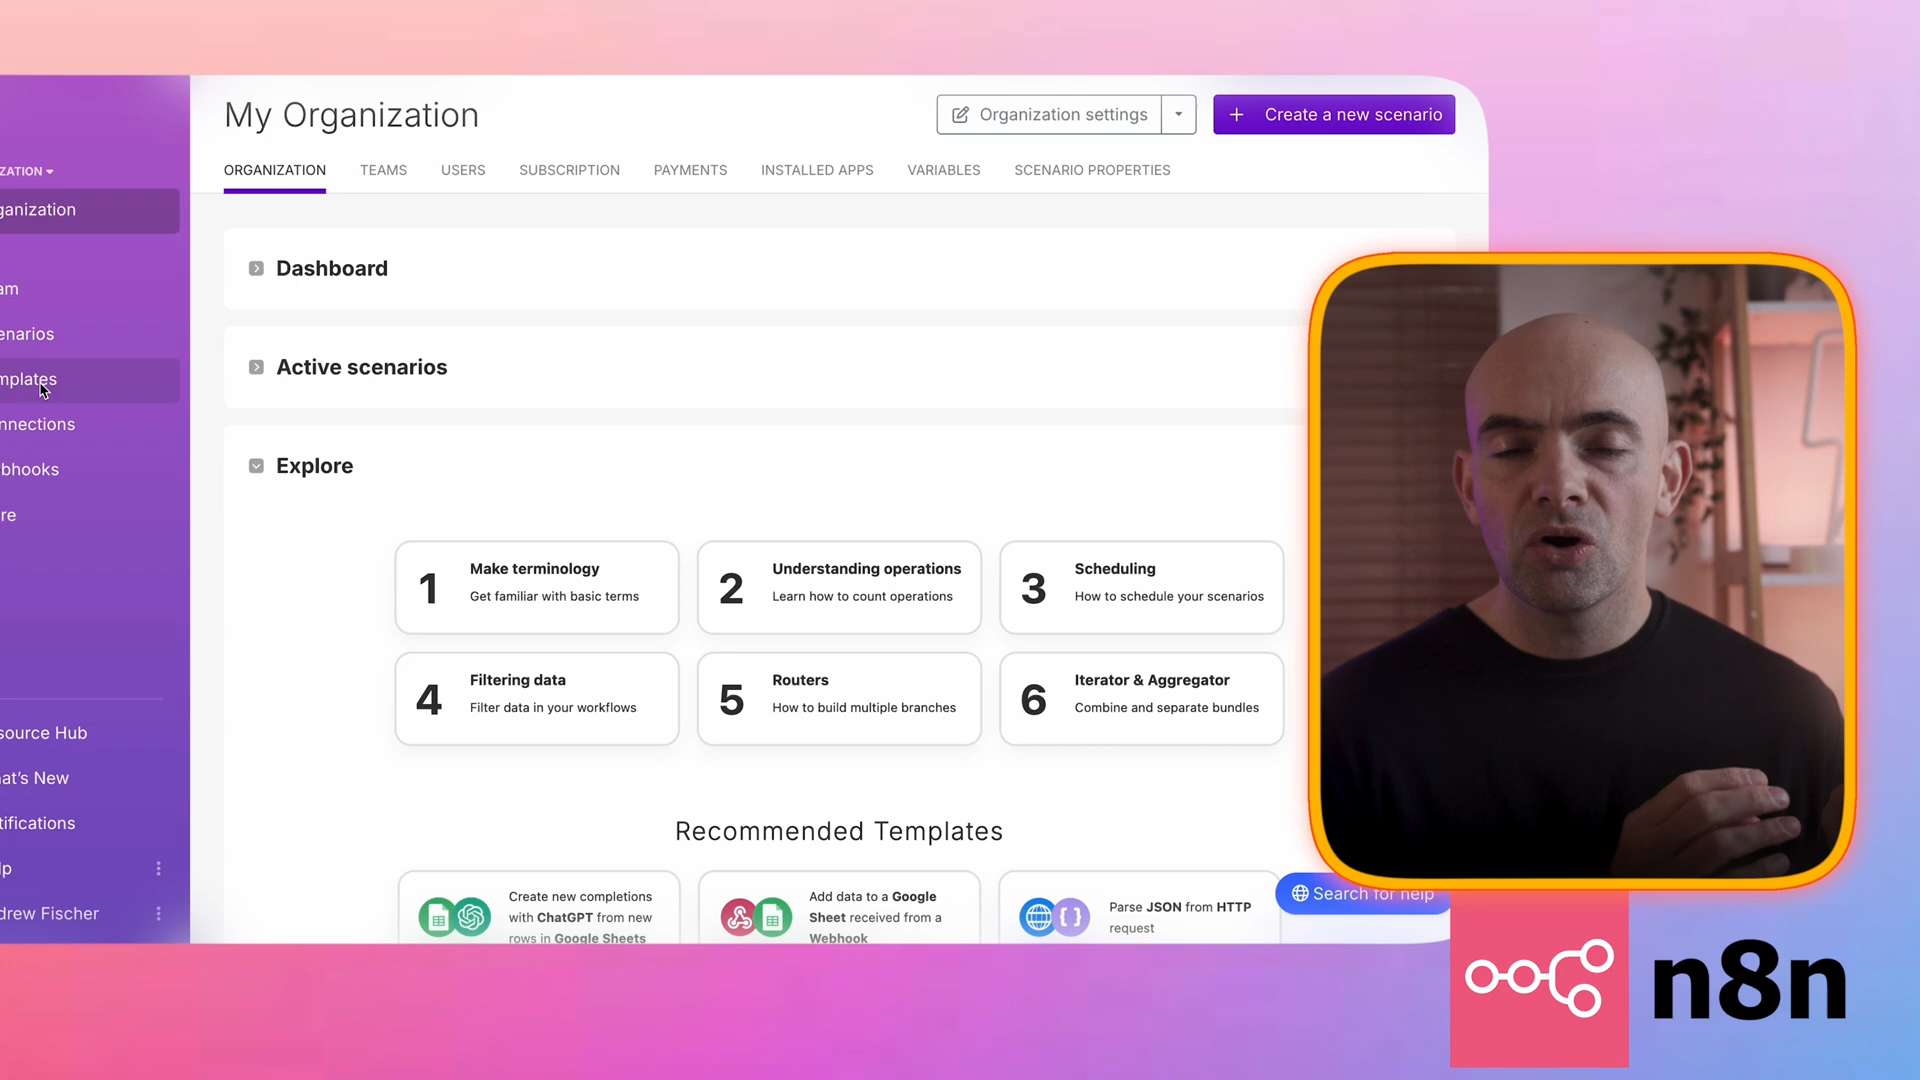 My Organization
Organization settings
Create a new scenario
ORGANIZATION
TEAMS
USERS
SUBSCRIPTION
PAYMENTS
INSTALLED APPS
VARIABLES
SCENARIO PROPERTIES
ZATION
ganization
am
enarios
mplates
nnections
bhooks
re
source Hub
at's New
tifications
lp
drew Fischer
Dashboard
Active scenarios
Explore
1
Make terminology
Get familiar with basic terms
2
Understanding operations
Learn how to count operations
3
Scheduling
How to schedule your scenarios
4
Filtering data
Filter data in your workflows
5
Routers
How to build multiple branches
6
Iterator & Aggregator
Combine and separate bundles
Recommended Templates
Create new completions
with ChatGPT from new
rows in Google Sheets
Add data to a Google
Sheet received from a
Webhook
Parse JSON from HTTP
request
Search for help
n8n